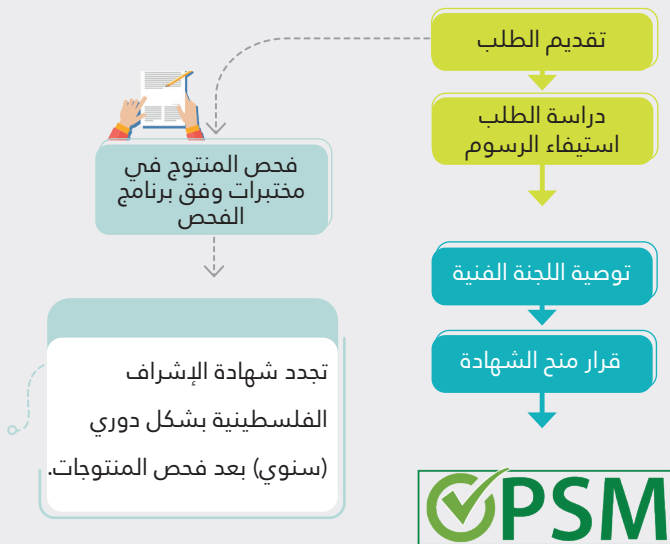 تقديم الطلب
دراسة الطلب
استيفاء الرسوم
توصية اللجنة الفنية
قرار منح الشهادة
PSM
فحص المنتوج في
مختبرات وفق برنامج
الفحص
تجدد شهادة الإشراف
الفلسطينية بشكل دوري
(سنوي) بعد فحص المنتوجات.